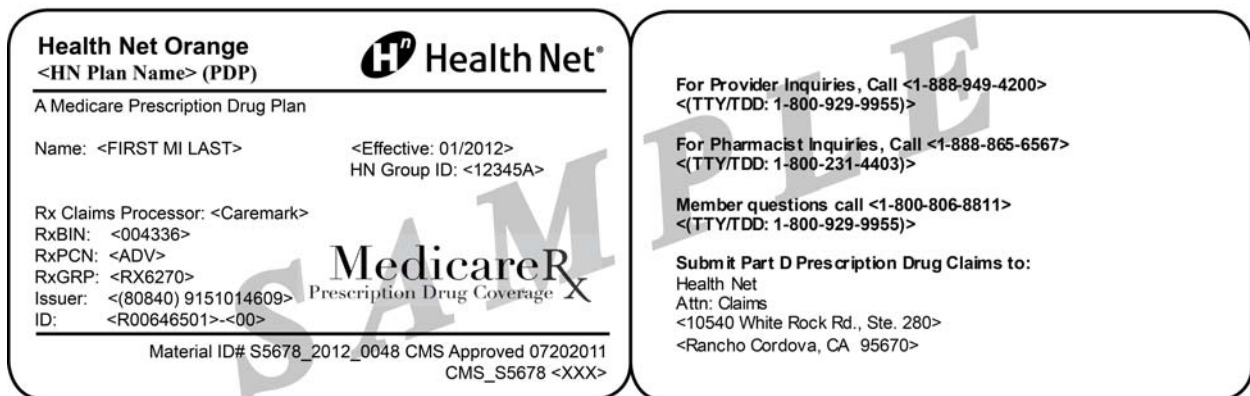 Health Net Orange
<HN Plan Name> (PDP)
Hn Health Net®
A Medicare Prescription Drug Plan
Name: <FIRST MI LAST>
<Effective: 01/2012>
HN Group ID: <12345A>
Rx Claims Processor: <Caremark>
RxBIN: <004336>
RxPCN: <ADV>
RxGRP: <RX6270>
Issuer: <(80840) 9151014609>
ID: <R00646501>-<00>
MedicareRx
Prescription Drug Coverage
Material ID# S5678_2012_0048 CMS Approved 07202011
CMS_S5678 <XXX>
For Provider Inquiries, Call <1-888-949-4200>
<(TTY/TDD: 1-800-929-9955)>
For Pharmacist Inquiries, Call <1-888-865-6567>
<(TTY/TDD: 1-800-231-4403)>
Member questions call <1-800-806-8811>
<(TTY/TDD: 1-800-929-9955)>
Submit Part D Prescription Drug Claims to:
Health Net
Attn: Claims
<10540 White Rock Rd., Ste. 280>
<Rancho Cordova, CA 95670>
SAMPLE